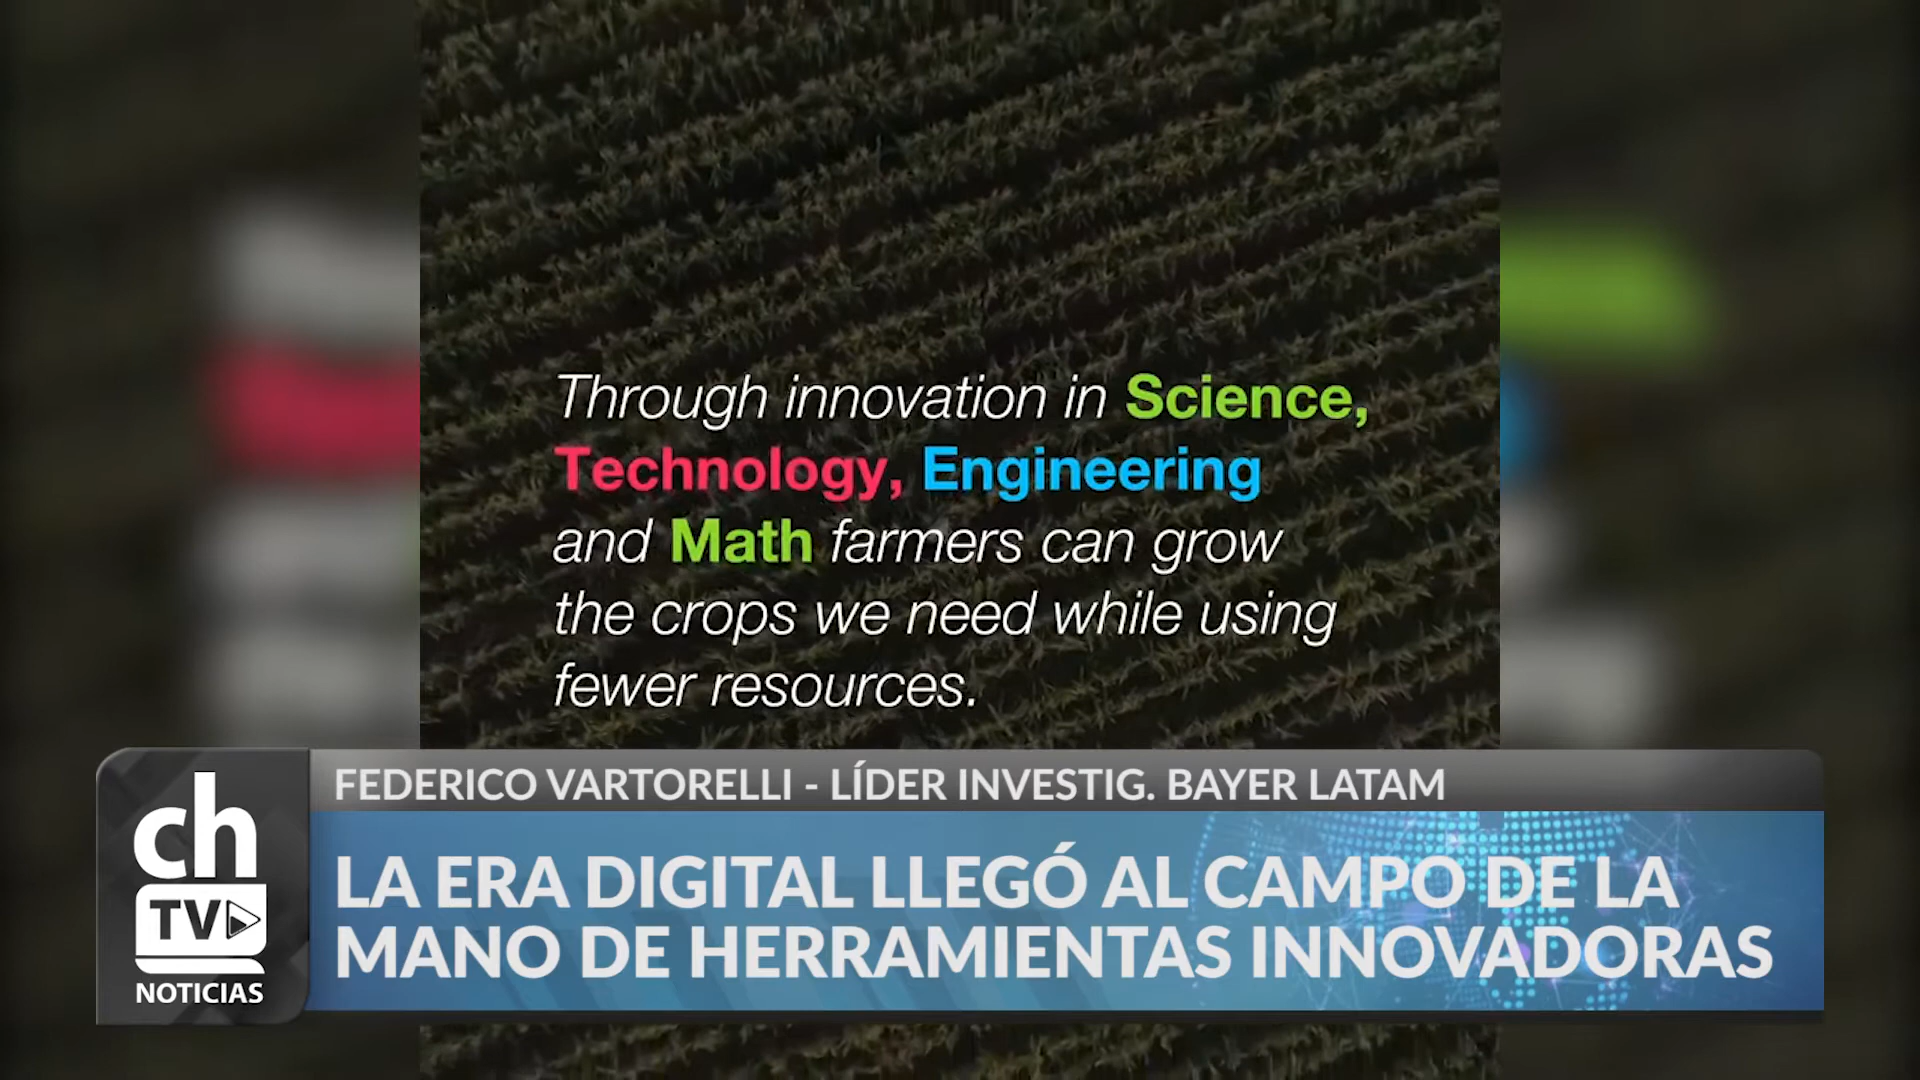 Through innovation in Science,
Technology, Engineering
and Math farmers can grow
the crops we need while using
fewer resources.
FEDERICO VARTORELLI - LÍDER INVESTIG. BAYER LATAM
LA ERA DIGITAL LLEGÓ AL CAMPO DE LA
MANO DE HERRAMIENTAS INNOVADORAS
ch
TV
NOTICIAS